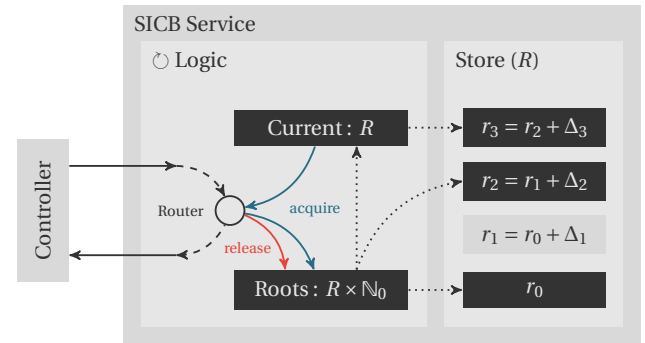 SICB Service
↻ Logic
Store (R)
Current : R
r₃ = r₂ + Δ₃
r₂ = r₁ + Δ₂
Controller
Router
acquire
r₁ = r₀ + Δ₁
release
Roots : R × ℕ₀
r₀